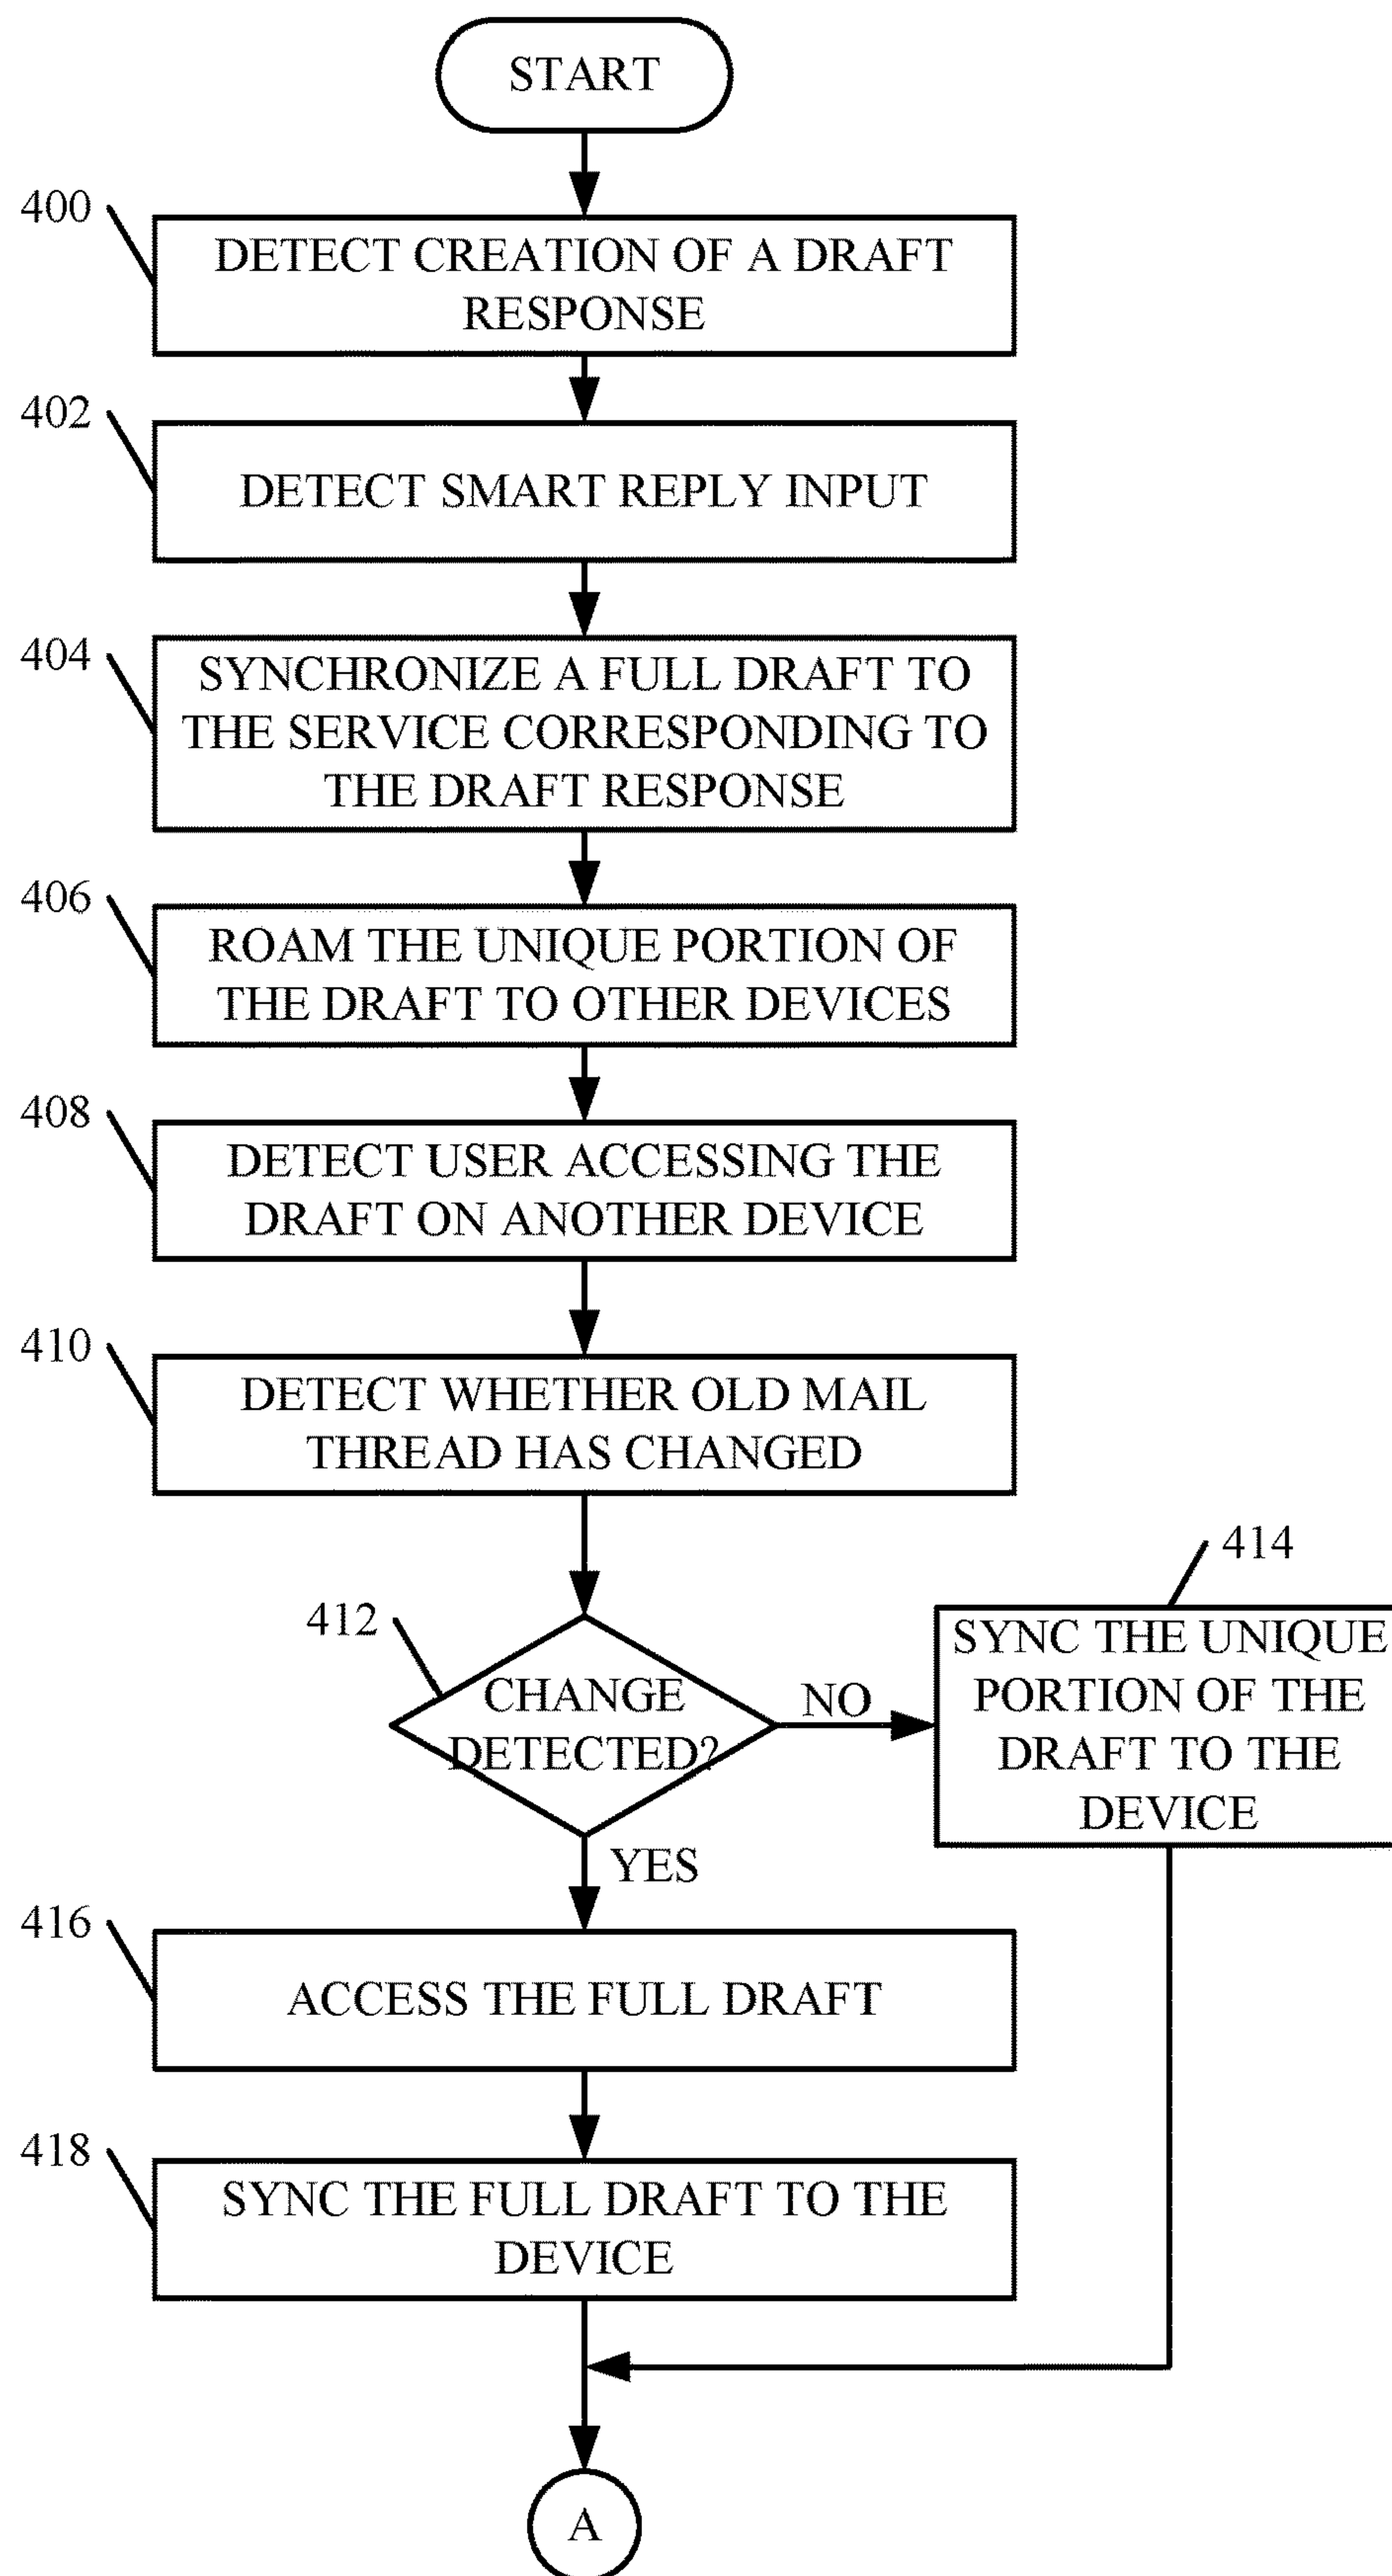 START
400
DETECT CREATION OF A DRAFT
RESPONSE
402
DETECT SMART REPLY INPUT
404
SYNCHRONIZE A FULL DRAFT TO
THE SERVICE CORRESPONDING TO
THE DRAFT RESPONSE
406
ROAM THE UNIQUE PORTION OF
THE DRAFT TO OTHER DEVICES
408
DETECT USER ACCESSING THE
DRAFT ON ANOTHER DEVICE
410
DETECT WHETHER OLD MAIL
THREAD HAS CHANGED
412
CHANGE
DETECTED?
NO
414
SYNC THE UNIQUE
PORTION OF THE
DRAFT TO THE
DEVICE
YES
416
ACCESS THE FULL DRAFT
418
SYNC THE FULL DRAFT TO THE
DEVICE
A